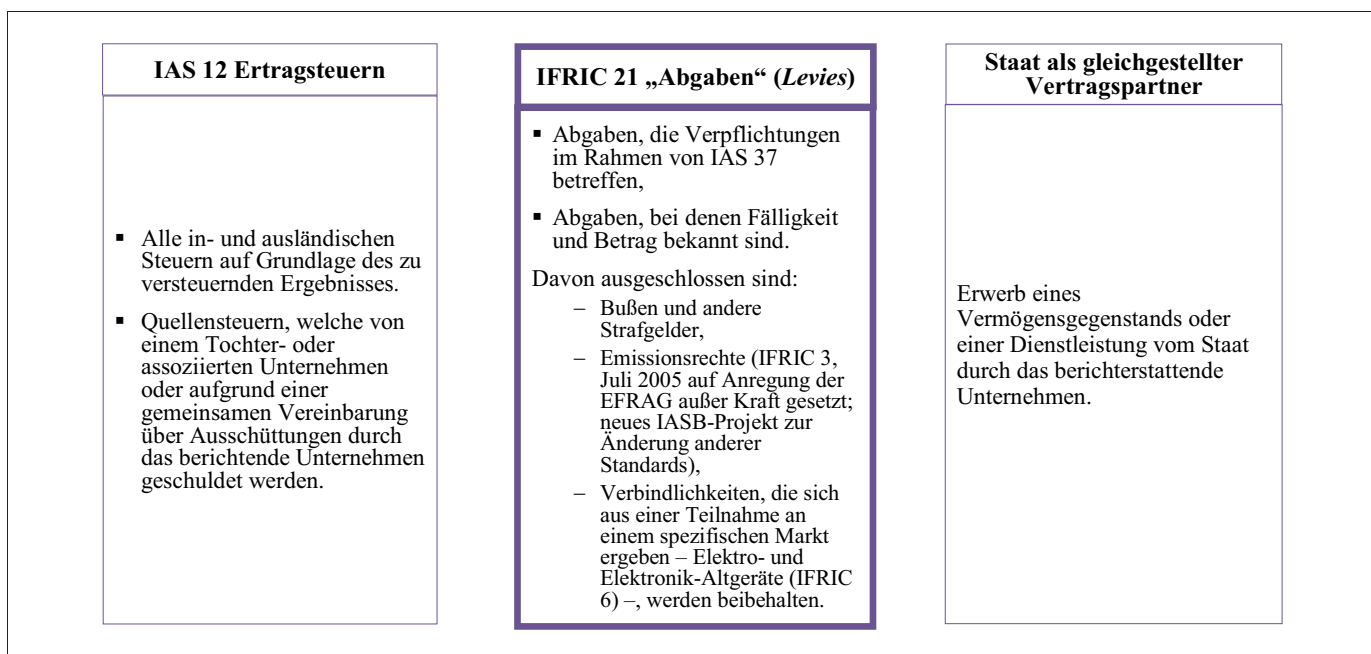 IAS 12 Ertragsteuern
▪ Alle in- und ausländischen
Steuern auf Grundlage des zu
versteuernden Ergebnisses.
▪ Quellensteuern, welche von
einem Tochter- oder
assoziierten Unternehmen
oder aufgrund einer
gemeinsamen Vereinbarung
über Ausschüttungen durch
das berichtende Unternehmen
geschuldet werden.
IFRIC 21 „Abgaben“ (Levies)
▪ Abgaben, die Verpflichtungen
im Rahmen von IAS 37
betreffen,
▪ Abgaben, bei denen Fälligkeit
und Betrag bekannt sind.
Davon ausgeschlossen sind:
– Bußen und andere
Strafgelder,
– Emissionsrechte (IFRIC 3,
Juli 2005 auf Anregung der
EFRAG außer Kraft gesetzt;
neues IASB-Projekt zur
Änderung anderer
Standards),
– Verbindlichkeiten, die sich
aus einer Teilnahme an
einem spezifischen Markt
ergeben – Elektro- und
Elektronik-Altgeräte (IFRIC
6) –, werden beibehalten.
Staat als gleichgestellter
Vertragspartner
Erwerb eines
Vermögensgegenstands oder
einer Dienstleistung vom Staat
durch das berichterstattende
Unternehmen.